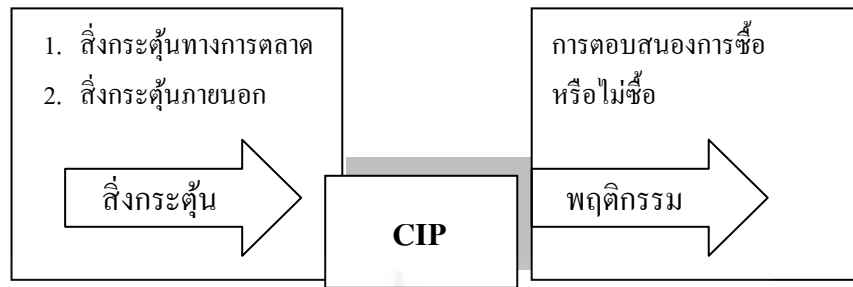 1. สิ่งกระตุ้นทางการตลาด
2. สิ่งกระตุ้นภายนอก
สิ่งกระตุ้น
CIP
การตอบสนองการซื้อ
หรือไม่ซื้อ
พฤติกรรม